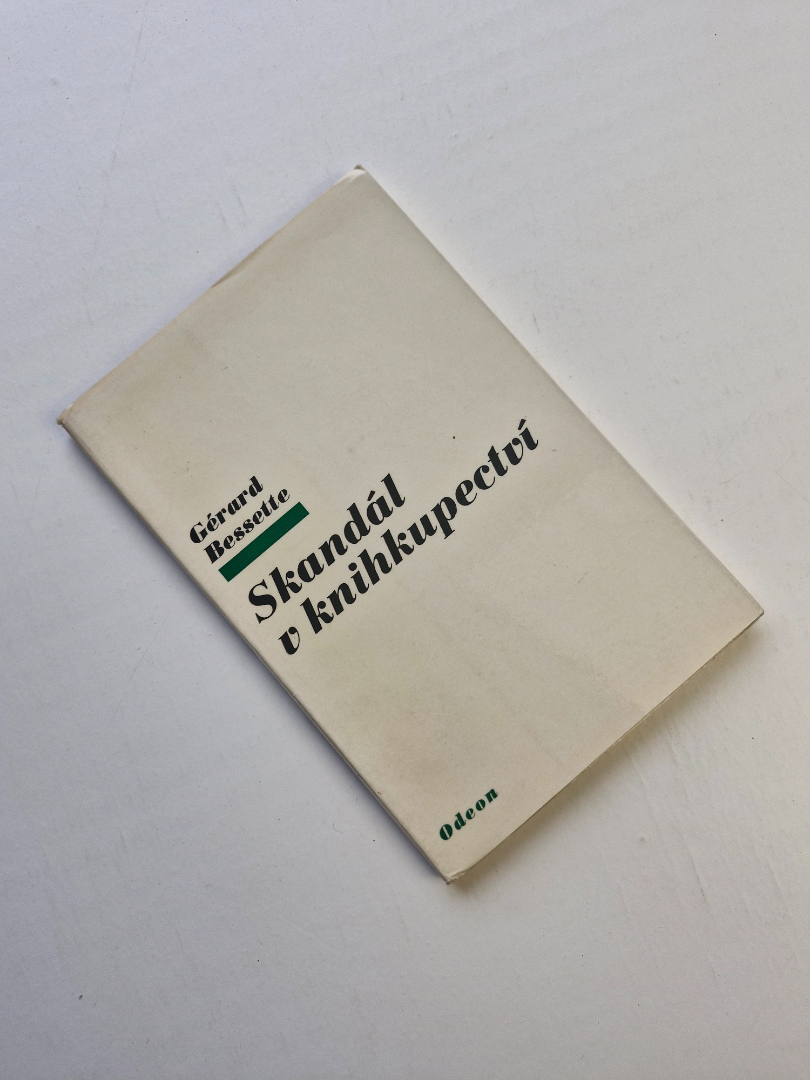 Gérard
Bessette
Skandál
v knihkupectví
Odeon